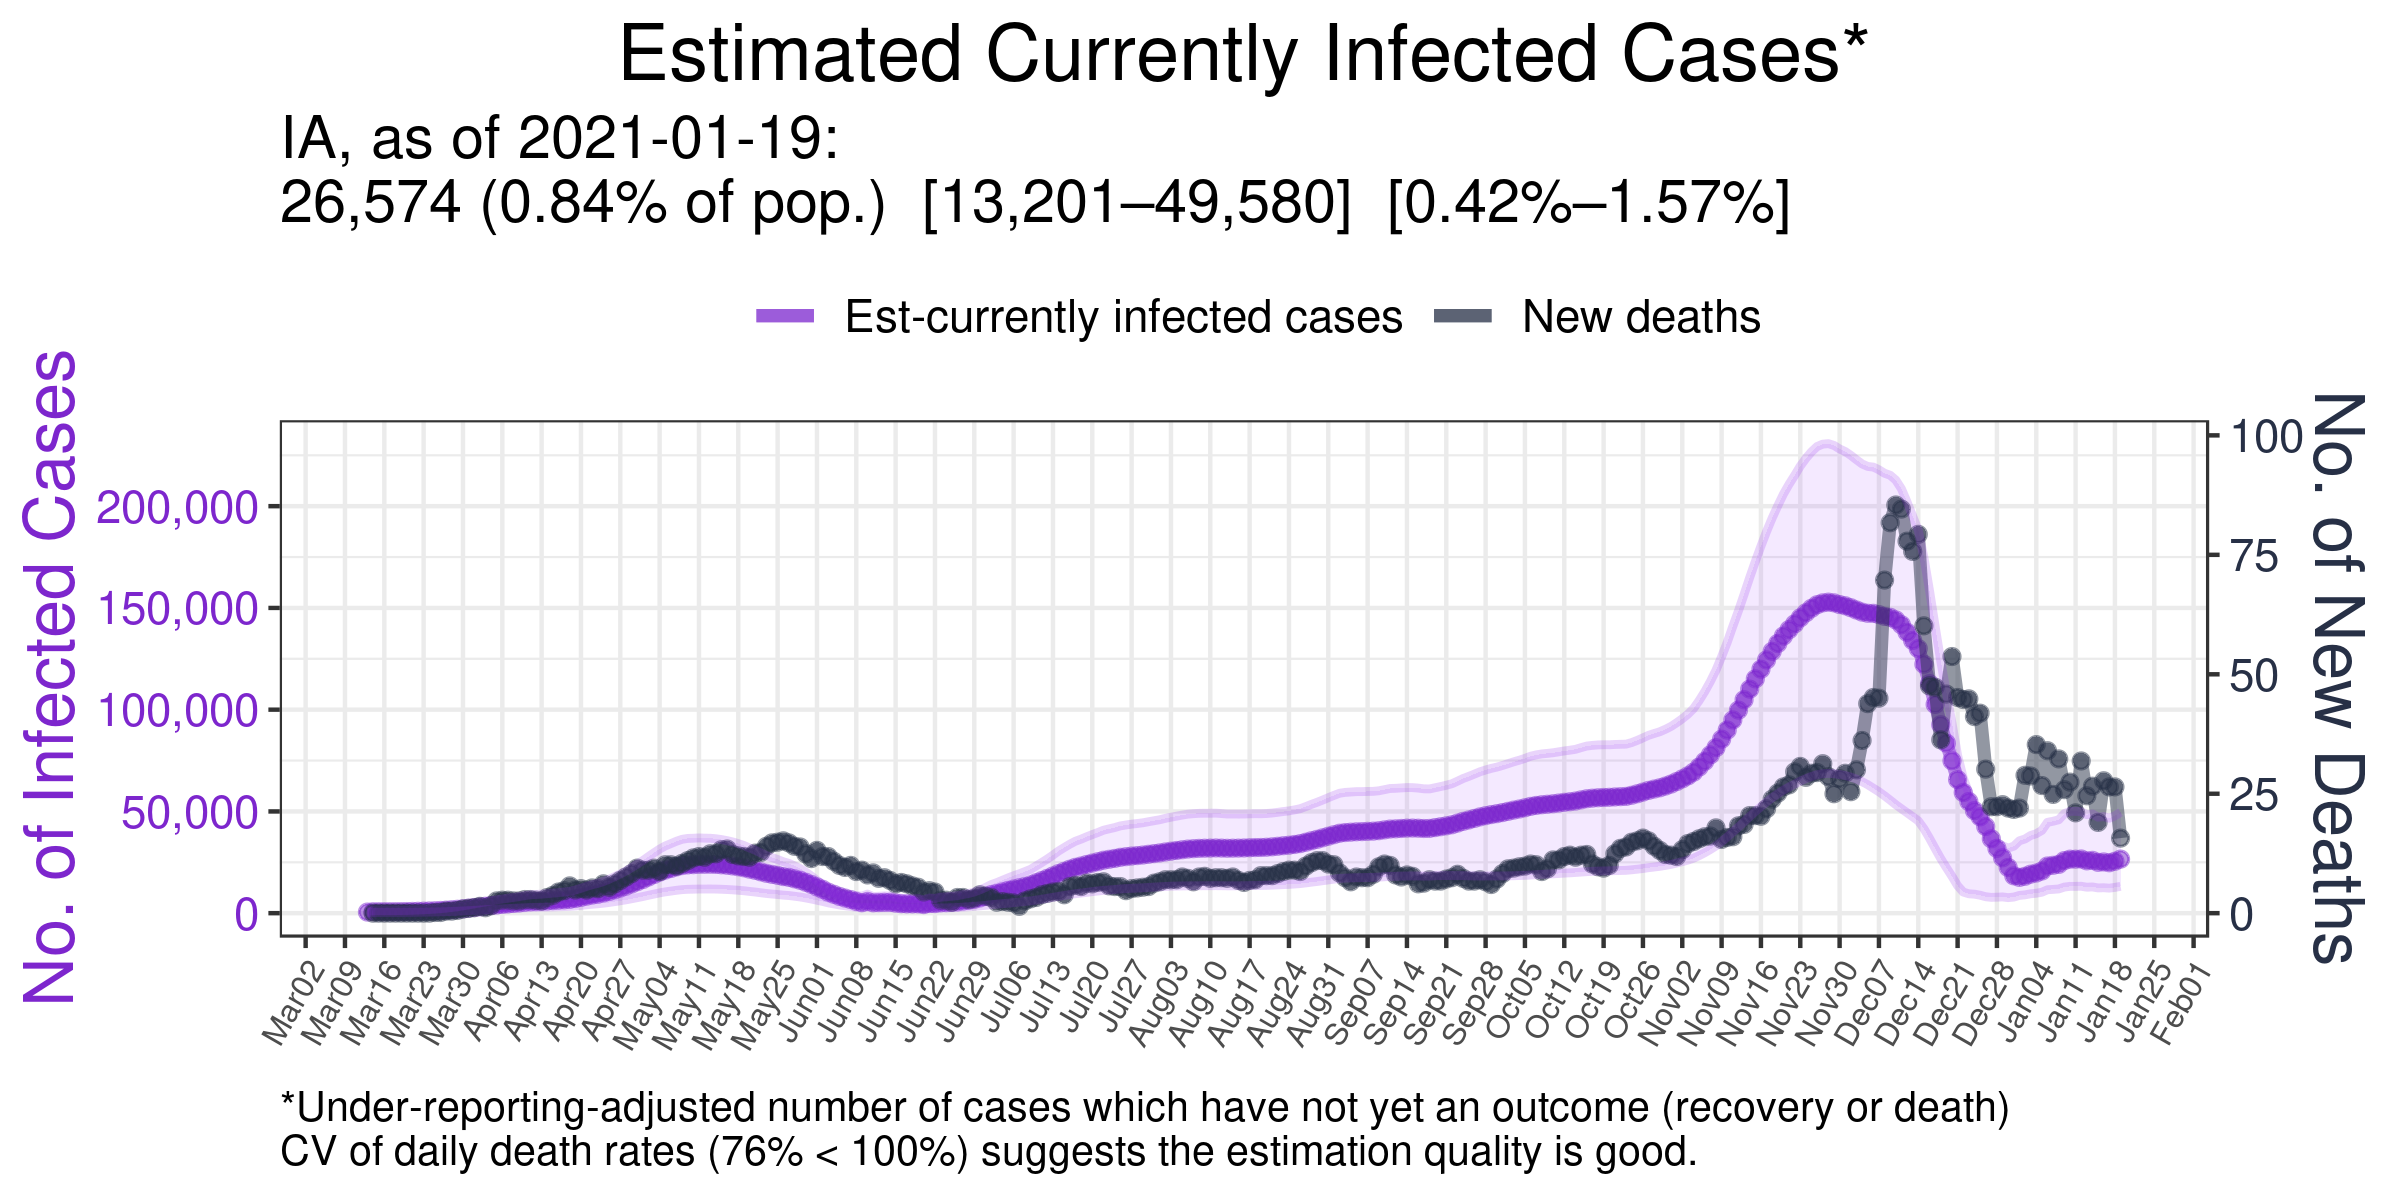 Estimated Currently Infected Cases*
IA, as of 2021-01-19:
26,574 (0.84% of pop.)  [13,201–49,580]  [0.42%–1.57%]
Est-currently infected cases
New deaths
No. of Infected Cases
200,000
150,000
100,000
50,000
0
100
75
50
25
0
No. of New Deaths
Mar02
Mar09
Mar16
Mar23
Mar30
Apr06
Apr13
Apr20
Apr27
May04
May11
May18
May25
Jun01
Jun08
Jun15
Jun22
Jun29
Jul06
Jul13
Jul20
Jul27
Aug03
Aug10
Aug17
Aug24
Aug31
Sep07
Sep14
Sep21
Sep28
Oct05
Oct12
Oct19
Oct26
Nov02
Nov09
Nov16
Nov23
Nov30
Dec07
Dec14
Dec21
Dec28
Jan04
Jan11
Jan18
Jan25
Feb01
*Under-reporting-adjusted number of cases which have not yet an outcome (recovery or death)
CV of daily death rates (76% < 100%) suggests the estimation quality is good.